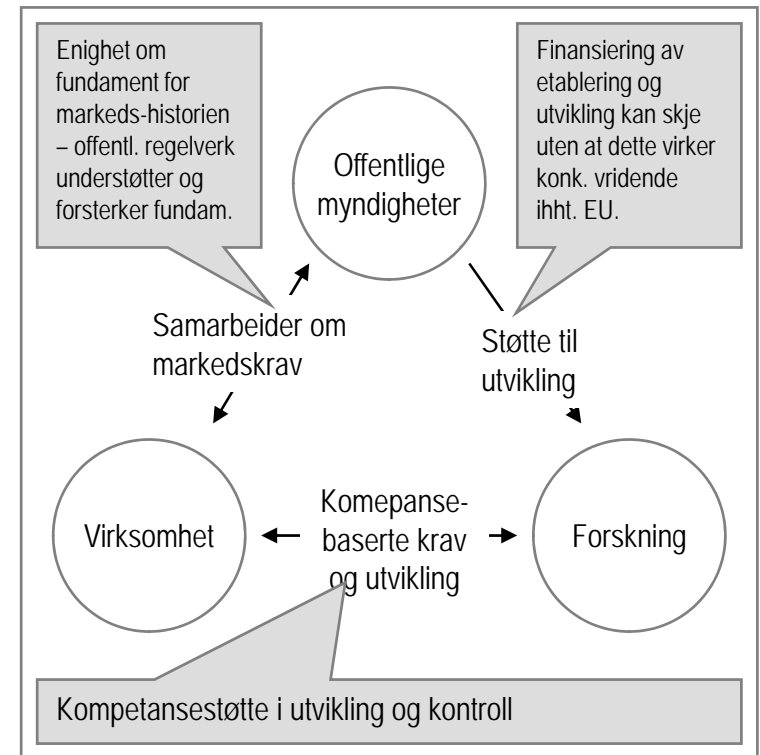 Enighet om
fundament for
markeds-historien
– offentl. regelverk
understøtter og
forsterker fundam.
Finansiering av
etablering og
utvikling kan skje
uten at dette virker
konk. vridende
ihht. EU.
Offentlige
myndigheter
Samarbeider om
markedskrav
Støtte til
utvikling
Virksomhet
Komepanse-
baserte krav
og utvikling
Forskning
Kompetansestøtte i utvikling og kontroll